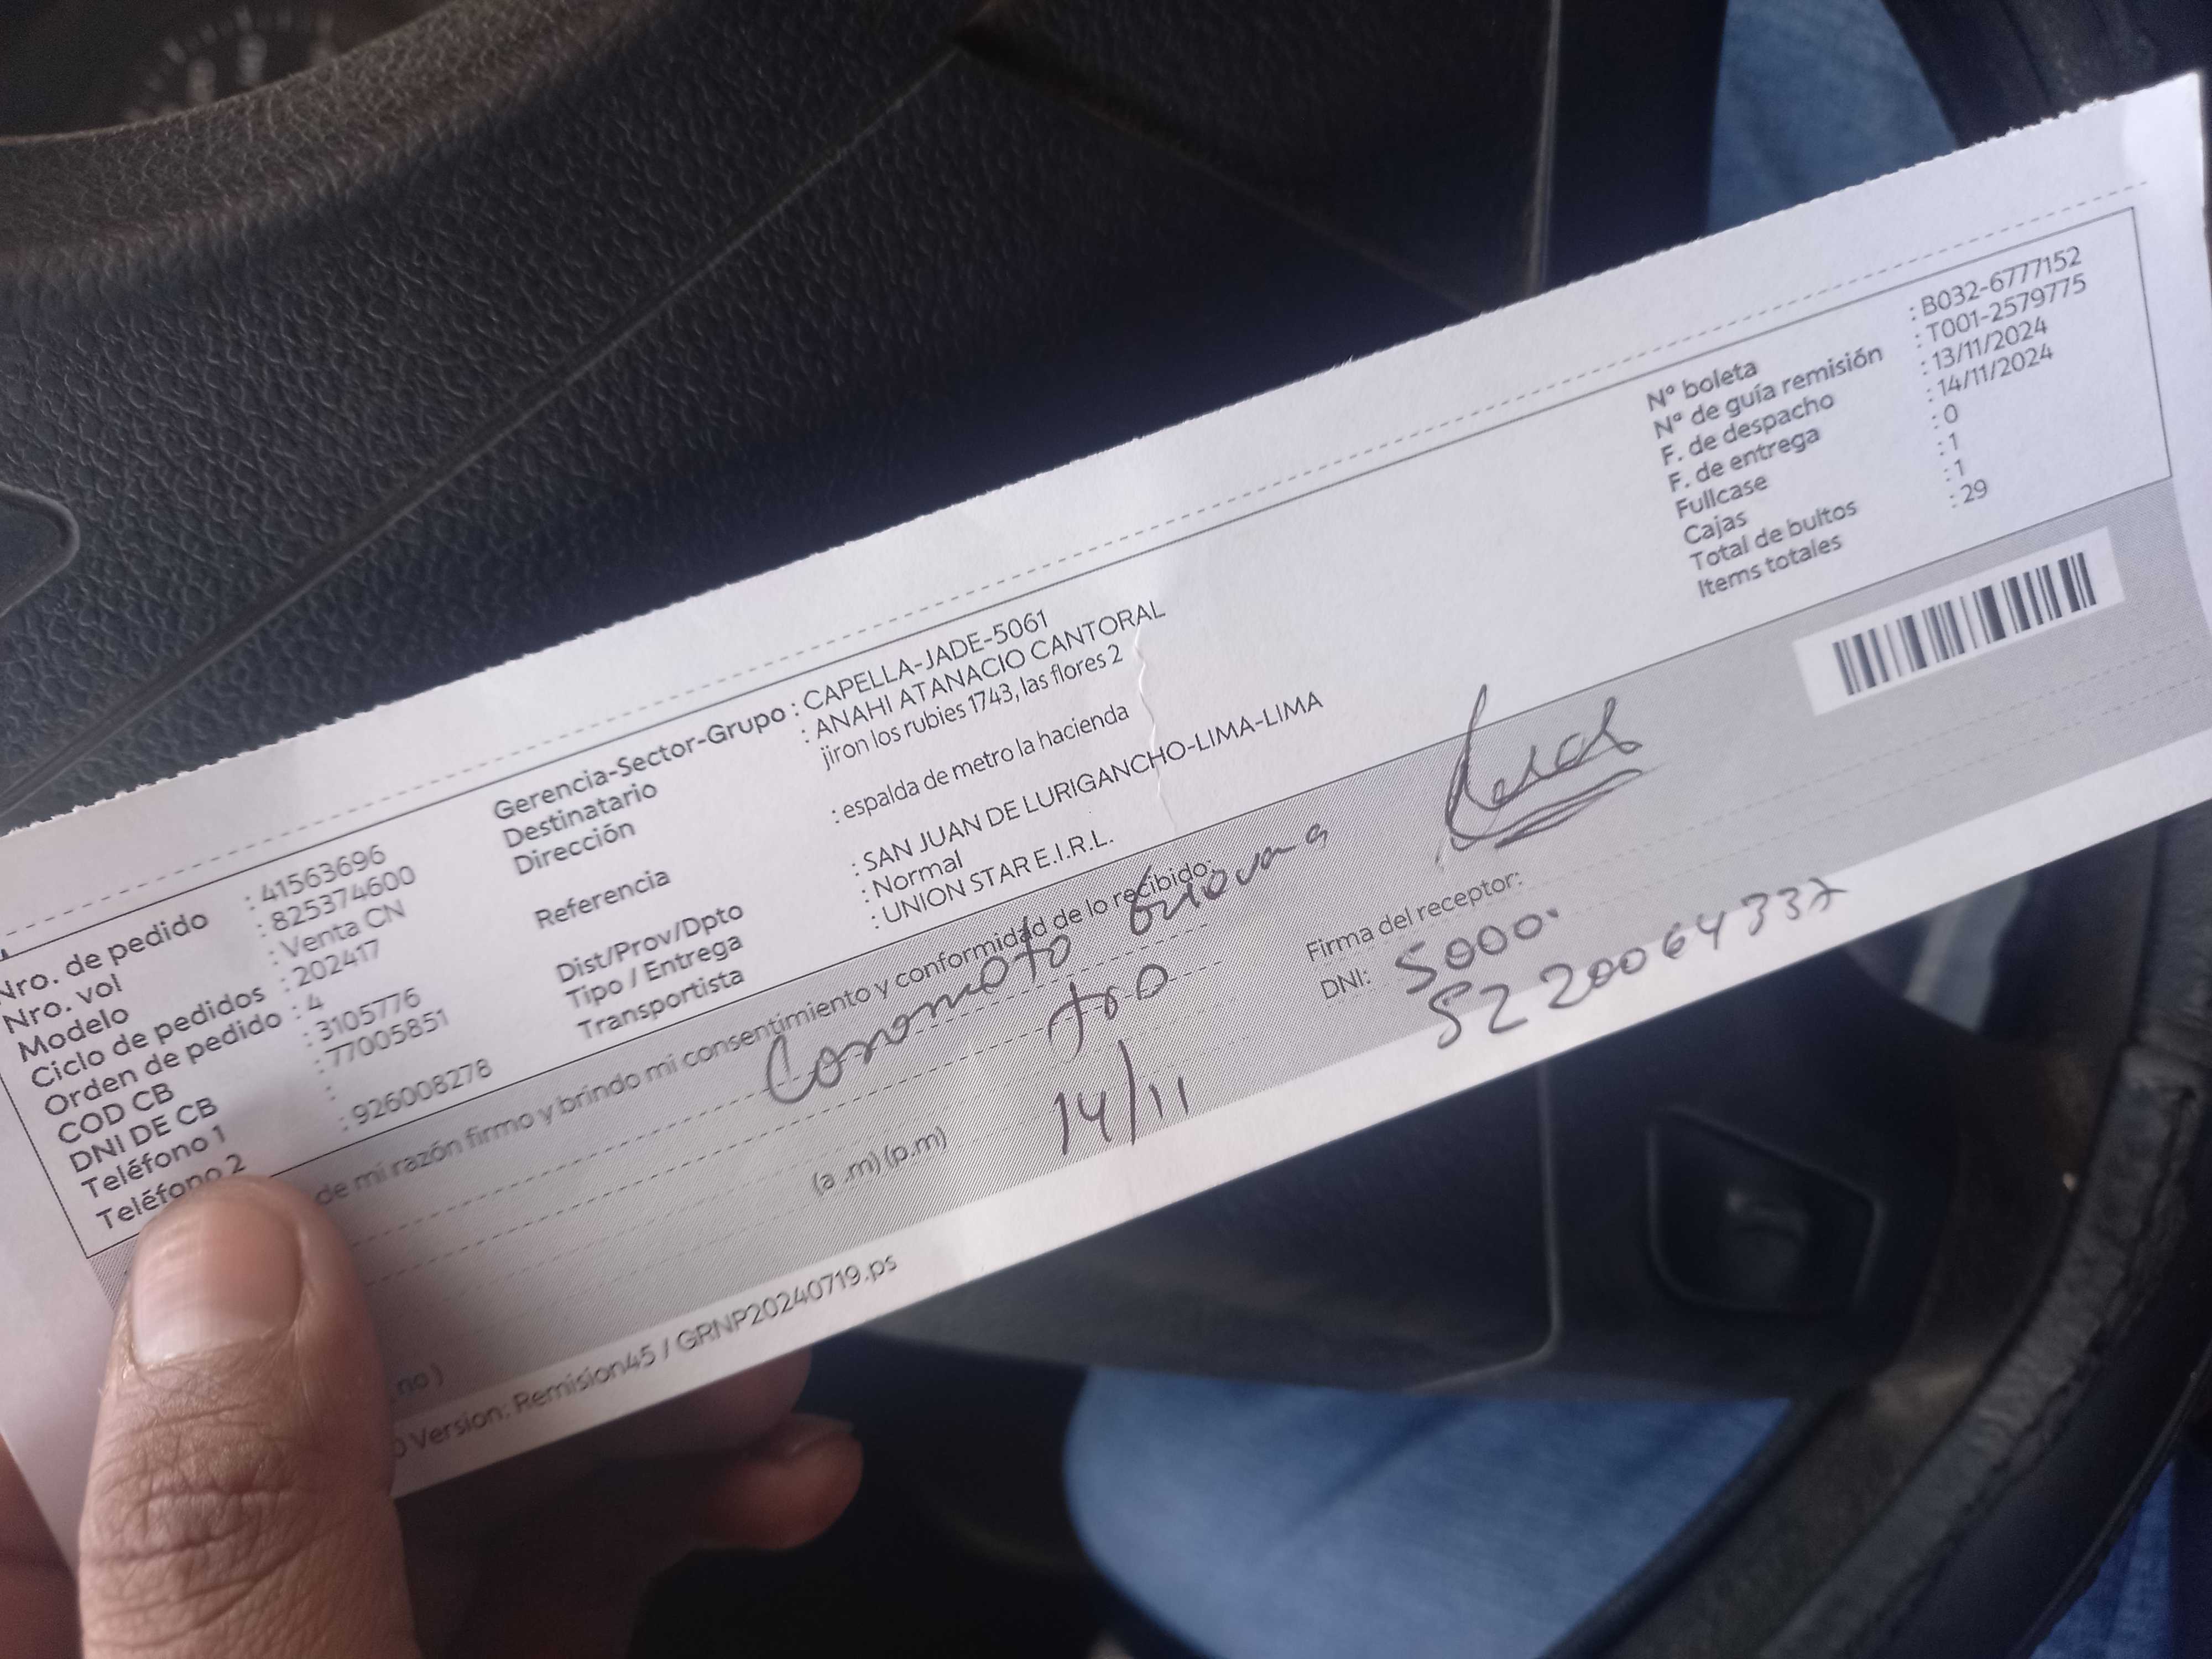 Nro. de pedido : 41563696
Nro. vol : 825374600
Modelo : Venta CN
Ciclo de pedidos : 202417
Orden de pedido : 4
COD CB : 3105776
DNI DE CB : 77005851
Teléfono 1 :
Teléfono 2 : 926008278
Gerencia-Sector-Grupo : CAPELLA-JADE-5061
Destinatario : ANAHI ATANACIO CANTORAL
Dirección jiron los rubies 1743, las flores 2
Referencia : espalda de metro la hacienda
Dist/Prov/Dpto : SAN JUAN DE LURIGANCHO-LIMA-LIMA
Tipo / Entrega : Normal
Transportista : UNION STAR E.I.R.L.
N° boleta : B032-6777152
N° de guía remisión : T001-2579775
F. de despacho : 13/11/2024
F. de entrega : 14/11/2024
Fullcase : 0
Cajas : 1
Total de bultos : 1
Items totales : 29
de mi razón firmo y brindo mi consentimiento y conformidad de lo recibido:
(a .m) (p.m)
14/11
Firma del receptor:
DNI:
5000
no )
Version: Remision45 / GRNP20240719.ps